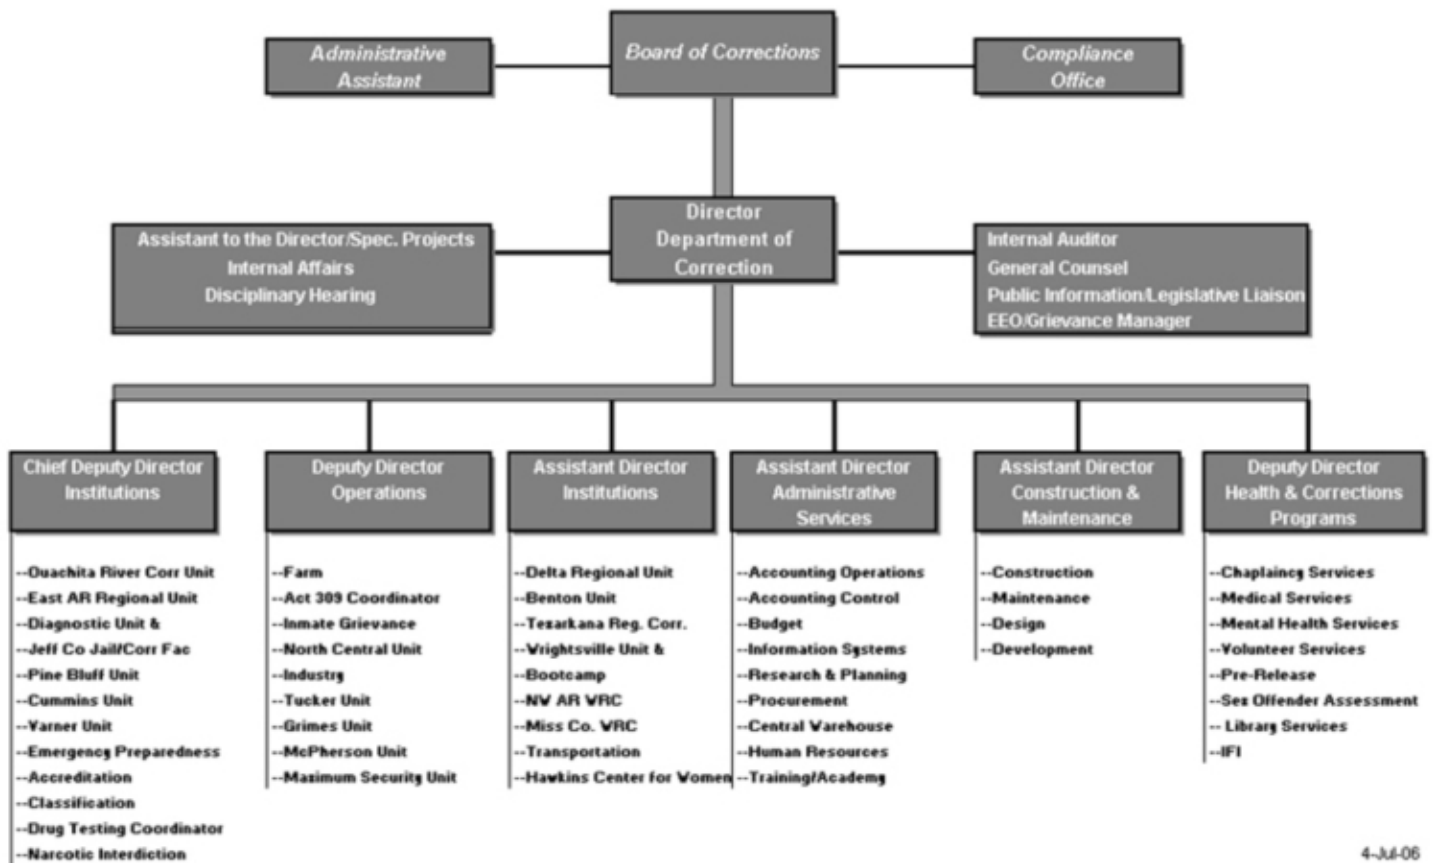 Administrative
Assistant
Board of Corrections
Compliance
Office
Director
Department of
Correction
Assistant to the Director/Spec. Projects
Internal Affairs
Disciplinary Hearing
Internal Auditor
General Counsel
Public Information/Legislative Liaison
EEO/Grievance Manager
Chief Deputy Director
Institutions
--Ouachita River Corr Unit
--East AR Regional Unit
--Diagnostic Unit &
--Jeff Co Jail/Corr Fac
--Pine Bluff Unit
--Cummins Unit
--Varner Unit
--Emergency Preparedness
--Accreditation
--Classification
--Drug Testing Coordinator
--Narcotic Interdiction
Deputy Director
Operations
--Farm
--Act 309 Coordinator
--Inmate Grievance
--North Central Unit
--Industry
--Tucker Unit
--Grimes Unit
--McPherson Unit
--Maximum Security Unit
Assistant Director
Institutions
--Delta Regional Unit
--Benton Unit
--Texarkana Reg. Corr.
--Wrightsville Unit &
--Bootcamp
--NW AR WRC
--Miss Co. WRC
--Transportation
--Hawkins Center for Women
Assistant Director
Administrative
Services
--Accounting Operations
--Accounting Control
--Budget
--Information Systems
--Research & Planning
--Procurement
--Central Warehouse
--Human Resources
--Training/Academy
Assistant Director
Construction &
Maintenance
--Construction
--Maintenance
--Design
--Development
Deputy Director
Health & Corrections
Programs
--Chaplaincy Services
--Medical Services
--Mental Health Services
--Volunteer Services
--Pre-Release
--Sex Offender Assessment
-- Library Services
--IFI
4-Jul-06